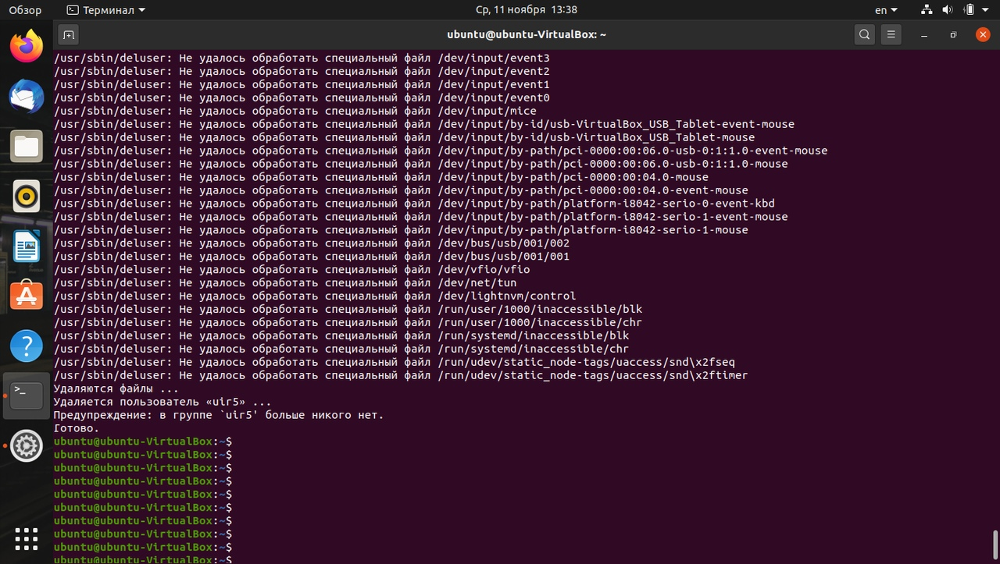 Обзор
Терминал
Ср, 11 ноября 13:38
en
ubuntu@ubuntu-VirtualBox: ~
/usr/sbin/deluser: Не удалось обработать специальный файл /dev/input/event3
/usr/sbin/deluser: Не удалось обработать специальный файл /dev/input/event2
/usr/sbin/deluser: Не удалось обработать специальный файл /dev/input/event1
/usr/sbin/deluser: Не удалось обработать специальный файл /dev/input/event0
/usr/sbin/deluser: Не удалось обработать специальный файл /dev/input/mice
/usr/sbin/deluser: Не удалось обработать специальный файл /dev/input/by-id/usb-VirtualBox_USB_Tablet-event-mouse
/usr/sbin/deluser: Не удалось обработать специальный файл /dev/input/by-id/usb-VirtualBox_USB_Tablet-mouse
/usr/sbin/deluser: Не удалось обработать специальный файл /dev/input/by-path/pci-0000:00:06.0-usb-0:1:1.0-event-mouse
/usr/sbin/deluser: Не удалось обработать специальный файл /dev/input/by-path/pci-0000:00:06.0-usb-0:1:1.0-mouse
/usr/sbin/deluser: Не удалось обработать специальный файл /dev/input/by-path/pci-0000:00:04.0-mouse
/usr/sbin/deluser: Не удалось обработать специальный файл /dev/input/by-path/pci-0000:00:04.0-event-mouse
/usr/sbin/deluser: Не удалось обработать специальный файл /dev/input/by-path/platform-i8042-serio-0-event-kbd
/usr/sbin/deluser: Не удалось обработать специальный файл /dev/input/by-path/platform-i8042-serio-1-event-mouse
/usr/sbin/deluser: Не удалось обработать специальный файл /dev/input/by-path/platform-i8042-serio-1-mouse
/usr/sbin/deluser: Не удалось обработать специальный файл /dev/bus/usb/001/002
/usr/sbin/deluser: Не удалось обработать специальный файл /dev/bus/usb/001/001
/usr/sbin/deluser: Не удалось обработать специальный файл /dev/vfio/vfio
/usr/sbin/deluser: Не удалось обработать специальный файл /dev/net/tun
/usr/sbin/deluser: Не удалось обработать специальный файл /dev/lightnvm/control
/usr/sbin/deluser: Не удалось обработать специальный файл /run/user/1000/inaccessible/blk
/usr/sbin/deluser: Не удалось обработать специальный файл /run/user/1000/inaccessible/chr
/usr/sbin/deluser: Не удалось обработать специальный файл /run/systemd/inaccessible/blk
/usr/sbin/deluser: Не удалось обработать специальный файл /run/systemd/inaccessible/chr
/usr/sbin/deluser: Не удалось обработать специальный файл /run/udev/static_node-tags/uaccess/snd\x2fseq
/usr/sbin/deluser: Не удалось обработать специальный файл /run/udev/static_node-tags/uaccess/snd\x2ftimer
Удаляются файлы ...
Удаляется пользователь «uir5» ...
Предупреждение: в группе `uir5' больше никого нет.
Готово.
ubuntu@ubuntu-VirtualBox:~$
ubuntu@ubuntu-VirtualBox:~$
ubuntu@ubuntu-VirtualBox:~$
ubuntu@ubuntu-VirtualBox:~$
ubuntu@ubuntu-VirtualBox:~$
ubuntu@ubuntu-VirtualBox:~$
ubuntu@ubuntu-VirtualBox:~$
ubuntu@ubuntu-VirtualBox:~$
ubuntu@ubuntu-VirtualBox:~$
ubuntu@ubuntu-VirtualBox:~$